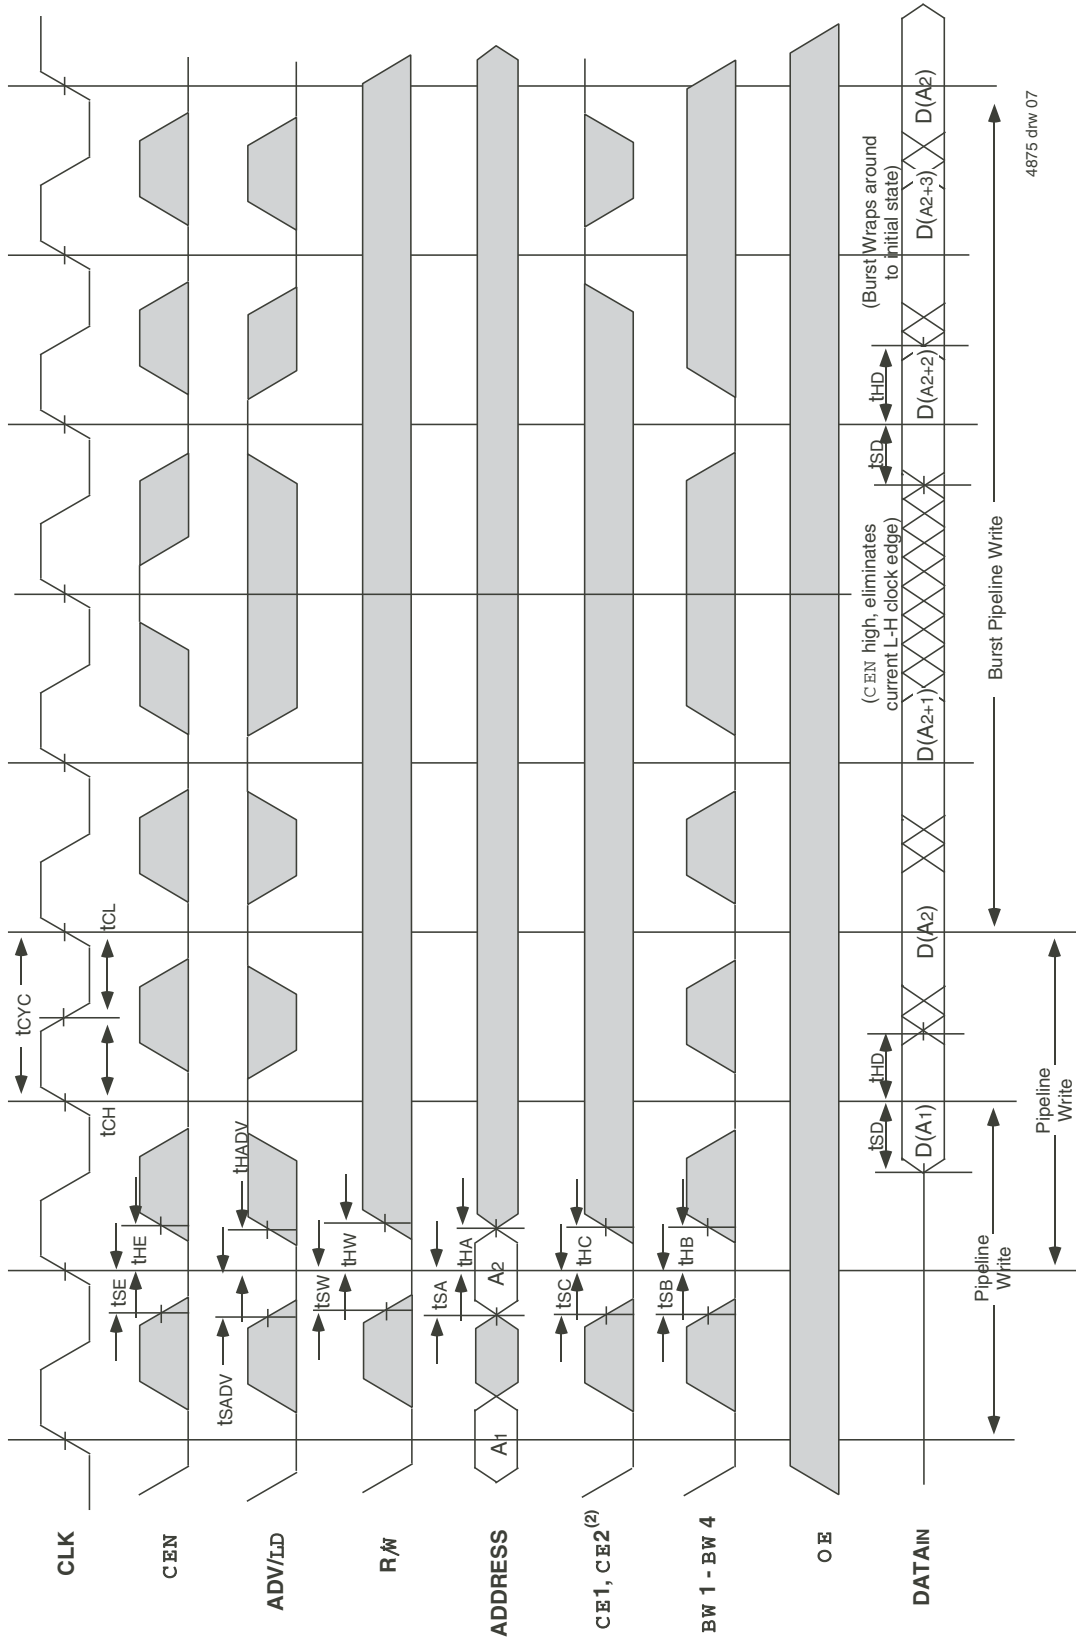 CLK
tCYC
tCH
tCL
CEN
tSE
tHE
ADV/LD
tSADV
tHADV
R/W
tSW
tHW
ADDRESS
A1
A2
tSA
tHA
CE1, CE2(2)
tSC
tHC
BW1 - BW4
tSB
tHB
OE
(CEN high, eliminates
current L-H clock edge)
(Burst Wraps around
to initial state)
tSD
tHD
tSD
tHD
DATAIN
D(A1)
D(A2)
D(A2+1)
D(A2+2)
D(A2+3)
D(A2)
Pipeline
Write
Burst Pipeline Write
Pipeline
Write
4875 drw 07